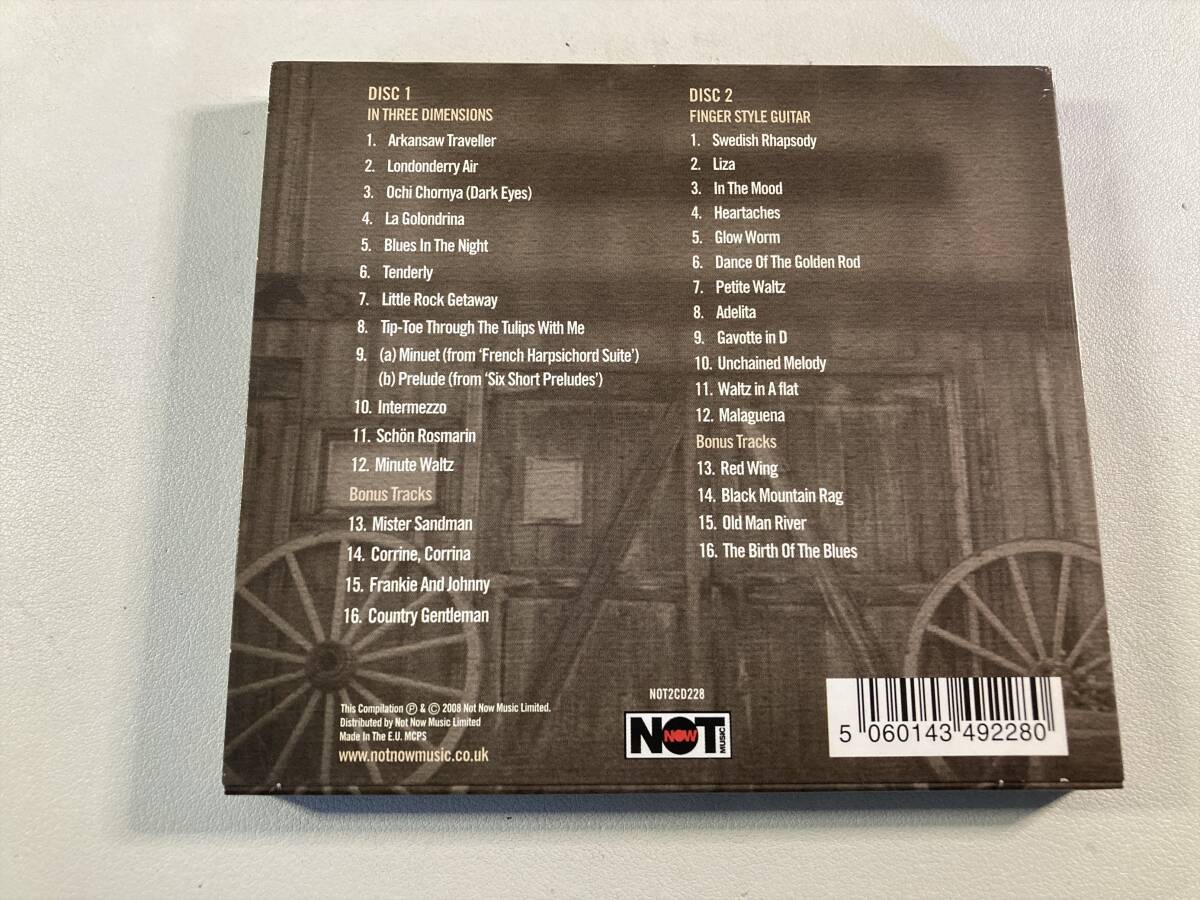 DISC 1
IN THREE DIMENSIONS
1. Arkansaw Traveller
2. Londonderry Air
3. Ochi Chornya (Dark Eyes)
4. La Golondrina
5. Blues In The Night
6. Tenderly
7. Little Rock Getaway
8. Tip-Toe Through The Tulips With Me
9. (a) Minuet (from ‘French Harpsichord Suite’)
(b) Prelude (from ‘Six Short Preludes’)
10. Intermezzo
11. Schön Rosmarin
12. Minute Waltz
Bonus Tracks
13. Mister Sandman
14. Corrine, Corrina
15. Frankie And Johnny
16. Country Gentleman
DISC 2
FINGER STYLE GUITAR
1. Swedish Rhapsody
2. Liza
3. In The Mood
4. Heartaches
5. Glow Worm
6. Dance Of The Golden Rod
7. Petite Waltz
8. Adelita
9. Gavotte in D
10. Unchained Melody
11. Waltz in A flat
12. Malaguena
Bonus Tracks
13. Red Wing
14. Black Mountain Rag
15. Old Man River
16. The Birth Of The Blues
This Compilation ℗ & © 2008 Not Now Music Limited.
Distributed by Not Now Music Limited
Made In The E.U. MCPS
www.notnowmusic.co.uk
NOT2CD228
NOT NOW MUSIC
5 060143 492280